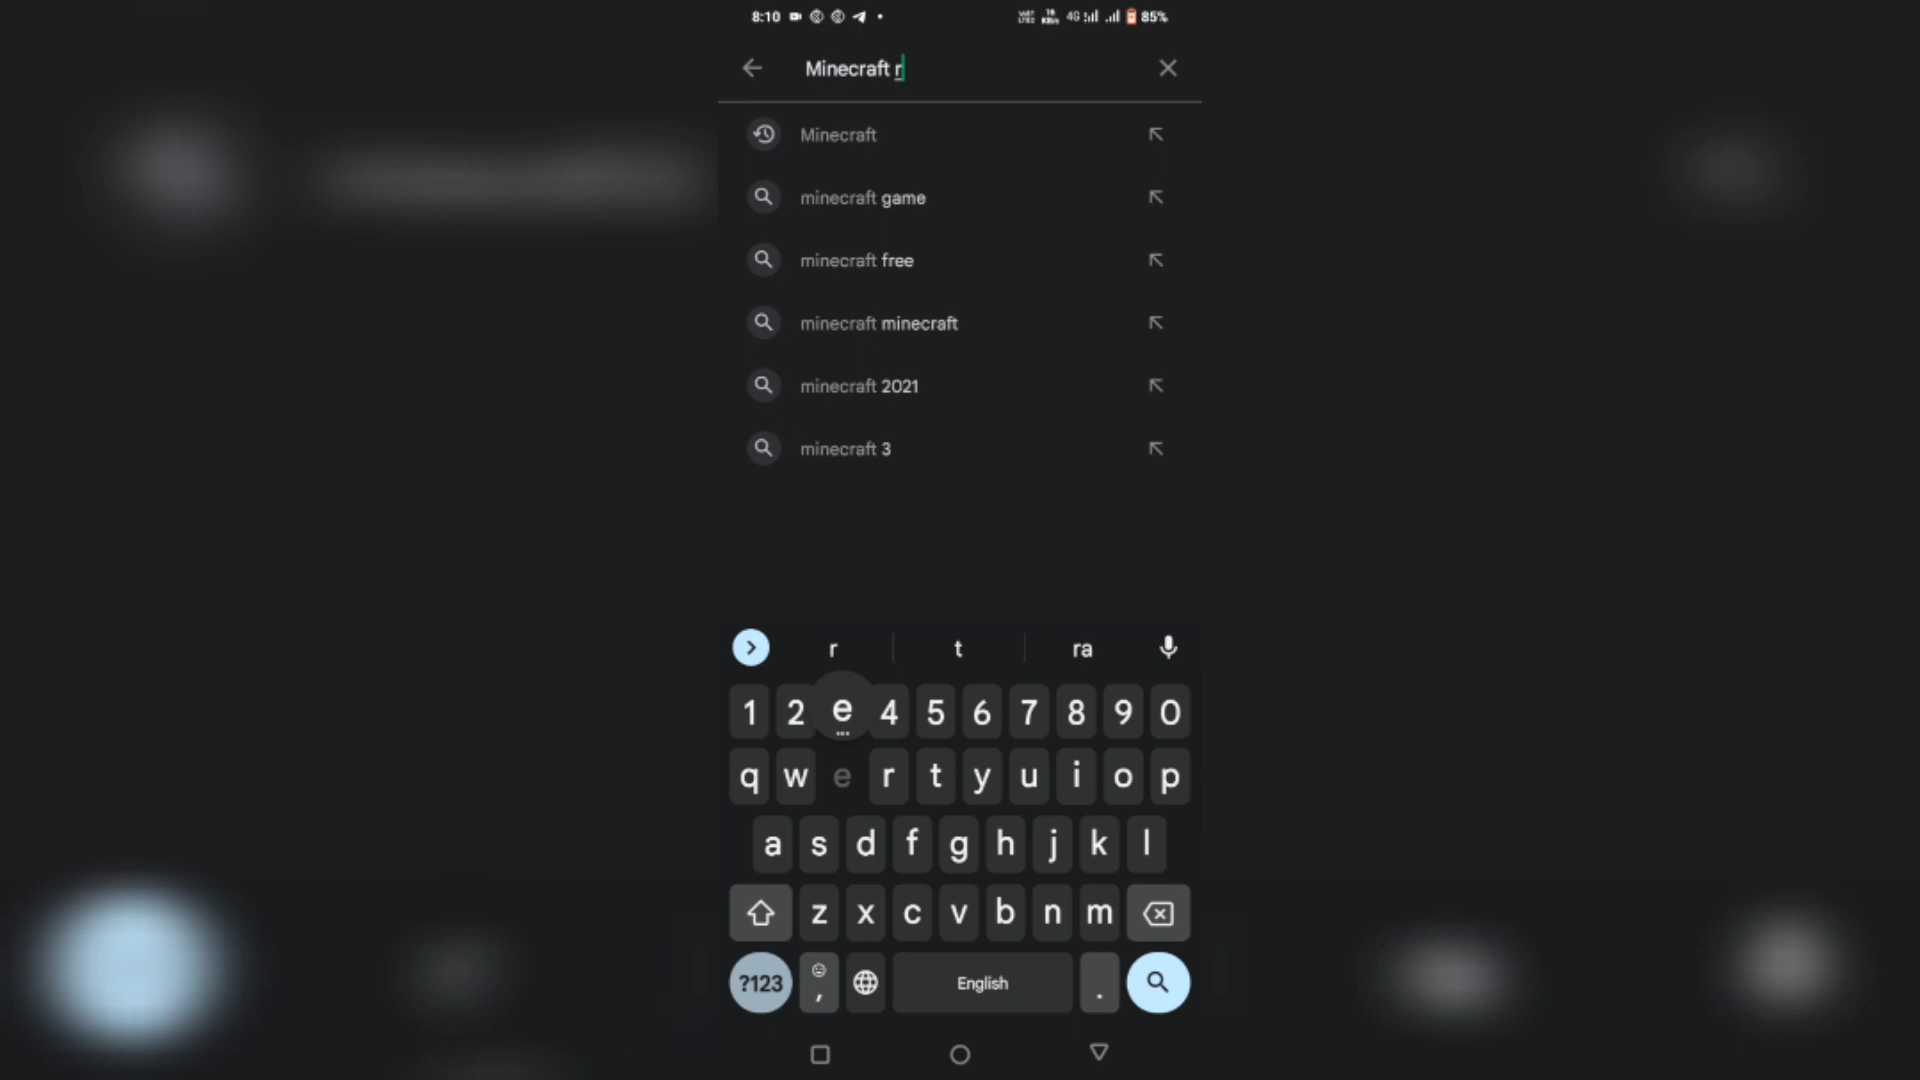 8:10 4G 85%
Minecraft r
Minecraft
minecraft game
minecraft free
minecraft minecraft
minecraft 2021
minecraft 3
r t ra
1 2 e 4 5 6 7 8 9 0
q w e r t y u i o p
a s d f g h j k l
z x c v b n m
?123 , English .